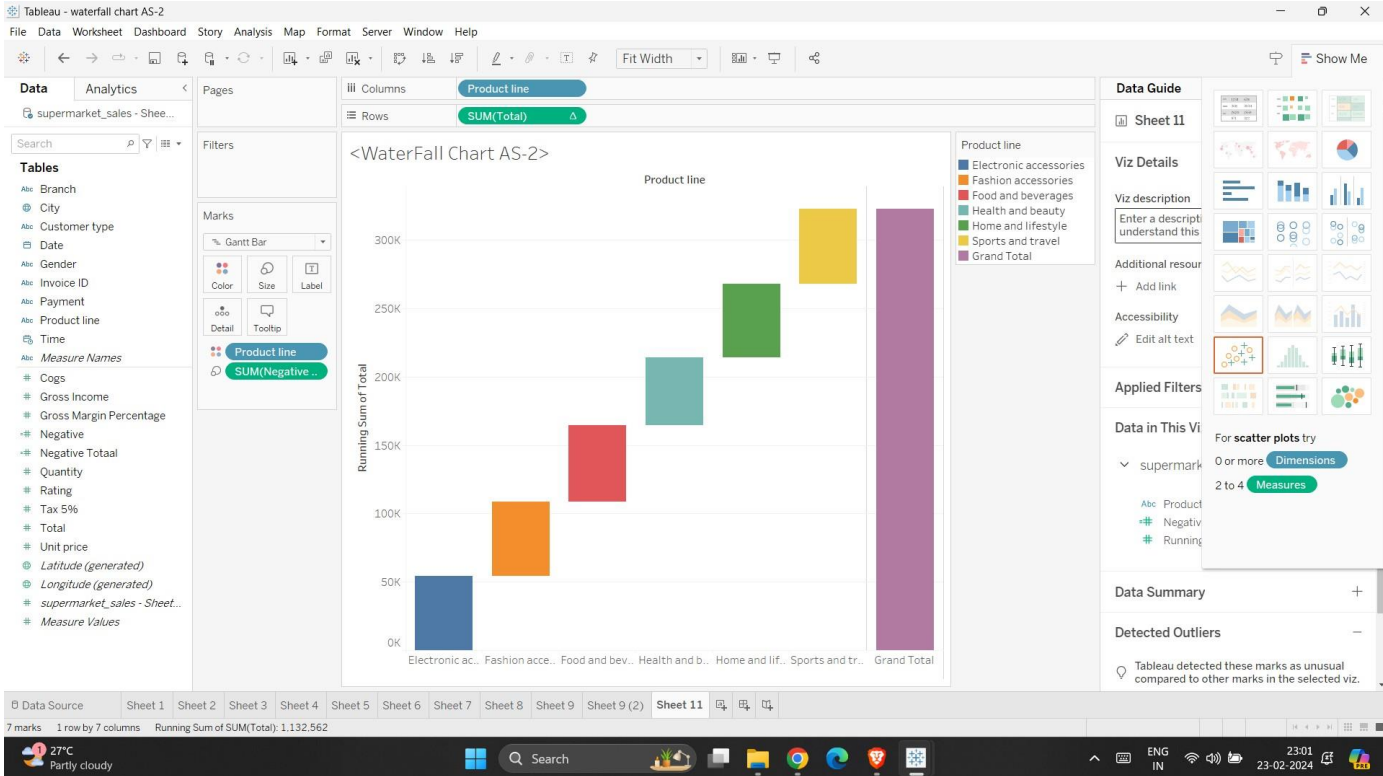 Tableau - waterfall chart AS-2
File Data Worksheet Dashboard Story Analysis Map Format Server Window Help
Fit Width
Show Me
Data Analytics
supermarket_sales - Shee...
Search
Tables
Abc Branch
City
Abc Customer type
Date
Abc Gender
Abc Invoice ID
Abc Payment
Abc Product line
Time
Abc Measure Names
# Cogs
# Gross Income
# Gross Margin Percentage
=# Negative
=# Negative Totaal
# Quantity
# Rating
# Tax 5%
# Total
# Unit price
Latitude (generated)
Longitude (generated)
# supermarket_sales - Sheet...
# Measure Values
Pages
Filters
Marks
Gantt Bar
Color Size Label
Detail Tooltip
Product line
SUM(Negative ..
iii Columns Product line
Rows SUM(Total) Δ
<WaterFall Chart AS-2>
Product line
Running Sum of Total
300K
250K
200K
150K
100K
50K
0K
Electronic ac.. Fashion acce.. Food and bev.. Health and b.. Home and lif.. Sports and tr.. Grand Total
Product line
Electronic accessories
Fashion accessories
Food and beverages
Health and beauty
Home and lifestyle
Sports and travel
Grand Total
Data Guide
Sheet 11
Viz Details
Viz description
Enter a descripti
understand this
Additional resour
+ Add link
Accessibility
Edit alt text
Applied Filters
Data in This Vi
supermark
Abc Product
=# Negativ
# Running
Data Summary +
Detected Outliers −
Tableau detected these marks as unusual
compared to other marks in the selected viz.
For scatter plots try
0 or more Dimensions
2 to 4 Measures
Data Source Sheet 1 Sheet 2 Sheet 3 Sheet 4 Sheet 5 Sheet 6 Sheet 7 Sheet 8 Sheet 9 Sheet 9 (2) Sheet 11
7 marks 1 row by 7 columns Running Sum of SUM(Total): 1,132,562
1
27°C
Partly cloudy
Search
ENG
IN
23:01
23-02-2024
PRE